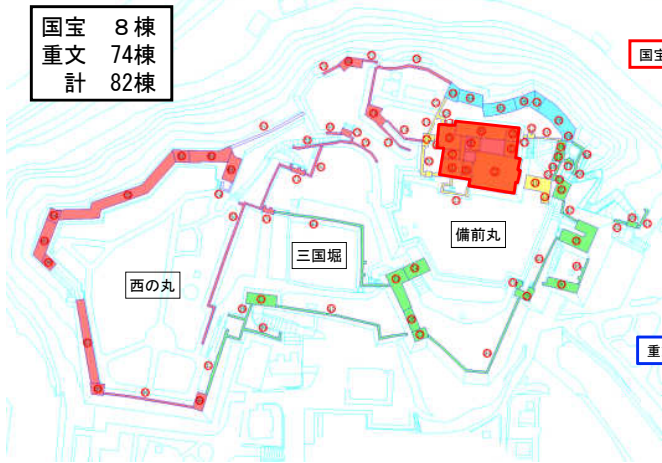 国宝 8棟
重文 74棟
計 82棟
国宝
備前丸
三国堀
西の丸
重